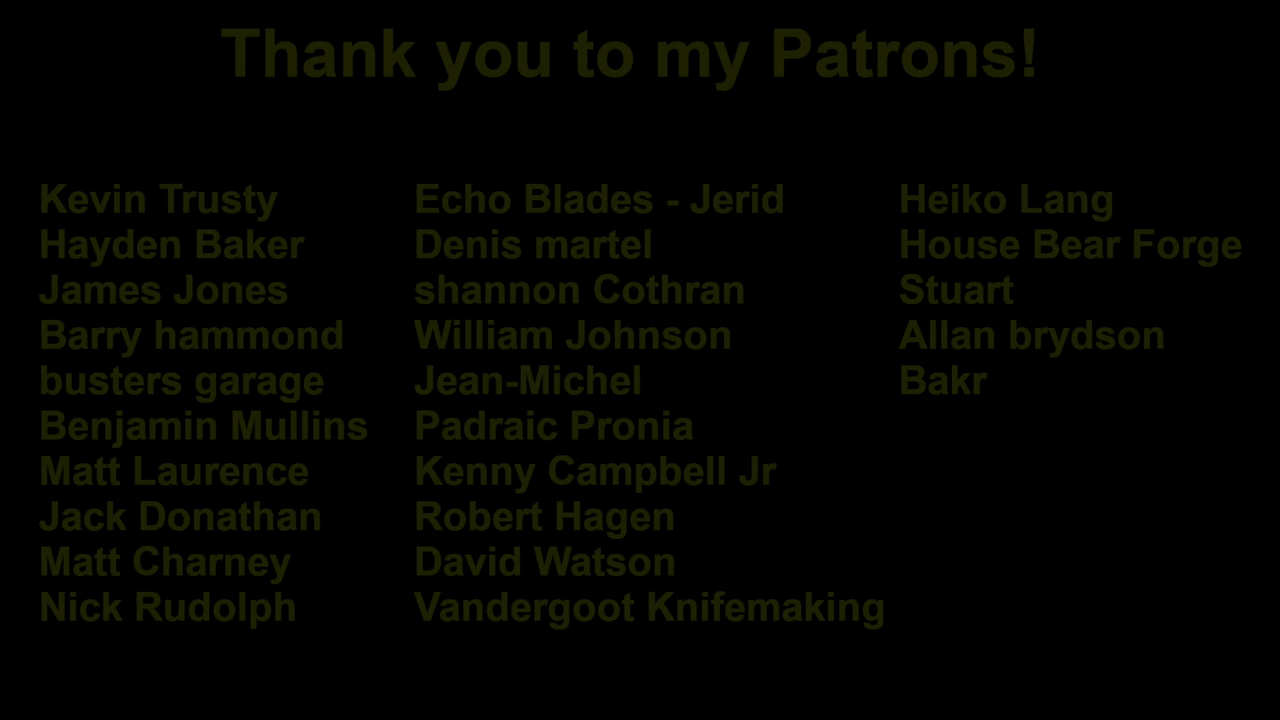 Thank you to my Patrons!
Kevin Trusty
Hayden Baker
James Jones
Barry hammond
busters garage
Benjamin Mullins
Matt Laurence
Jack Donathan
Matt Charney
Nick Rudolph
Echo Blades - Jerid
Denis martel
shannon Cothran
William Johnson
Jean-Michel
Padraic Pronia
Kenny Campbell Jr
Robert Hagen
David Watson
Vandergoot Knifemaking
Heiko Lang
House Bear Forge
Stuart
Allan brydson
Bakr